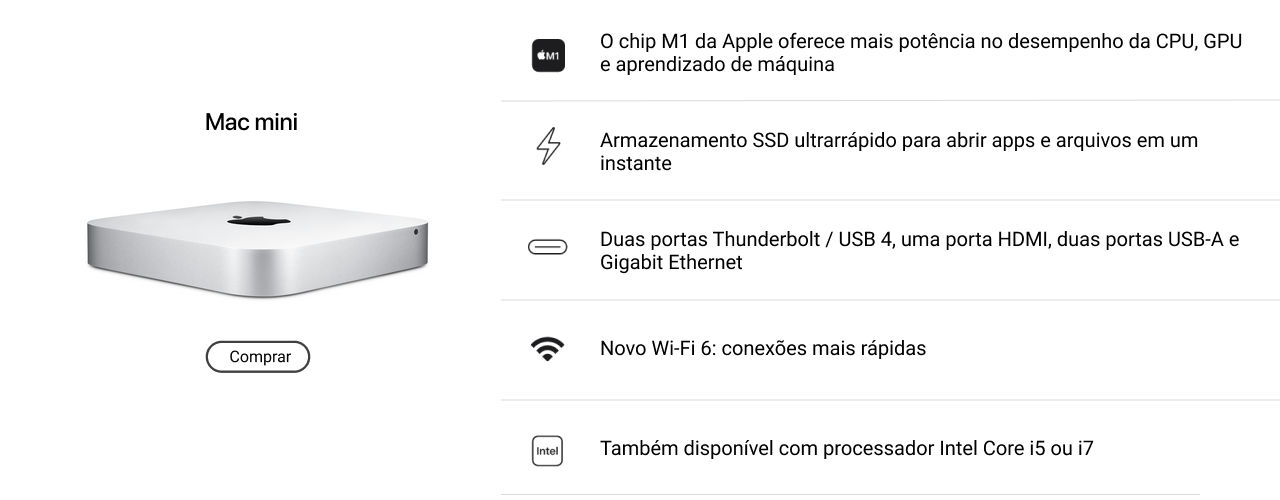 Mac mini
Comprar
M1
O chip M1 da Apple oferece mais potência no desempenho da CPU, GPU
e aprendizado de máquina
Armazenamento SSD ultrarrápido para abrir apps e arquivos em um
instante
Duas portas Thunderbolt / USB 4, uma porta HDMI, duas portas USB-A e
Gigabit Ethernet
Novo Wi-Fi 6: conexões mais rápidas
Intel
Também disponível com processador Intel Core i5 ou i7